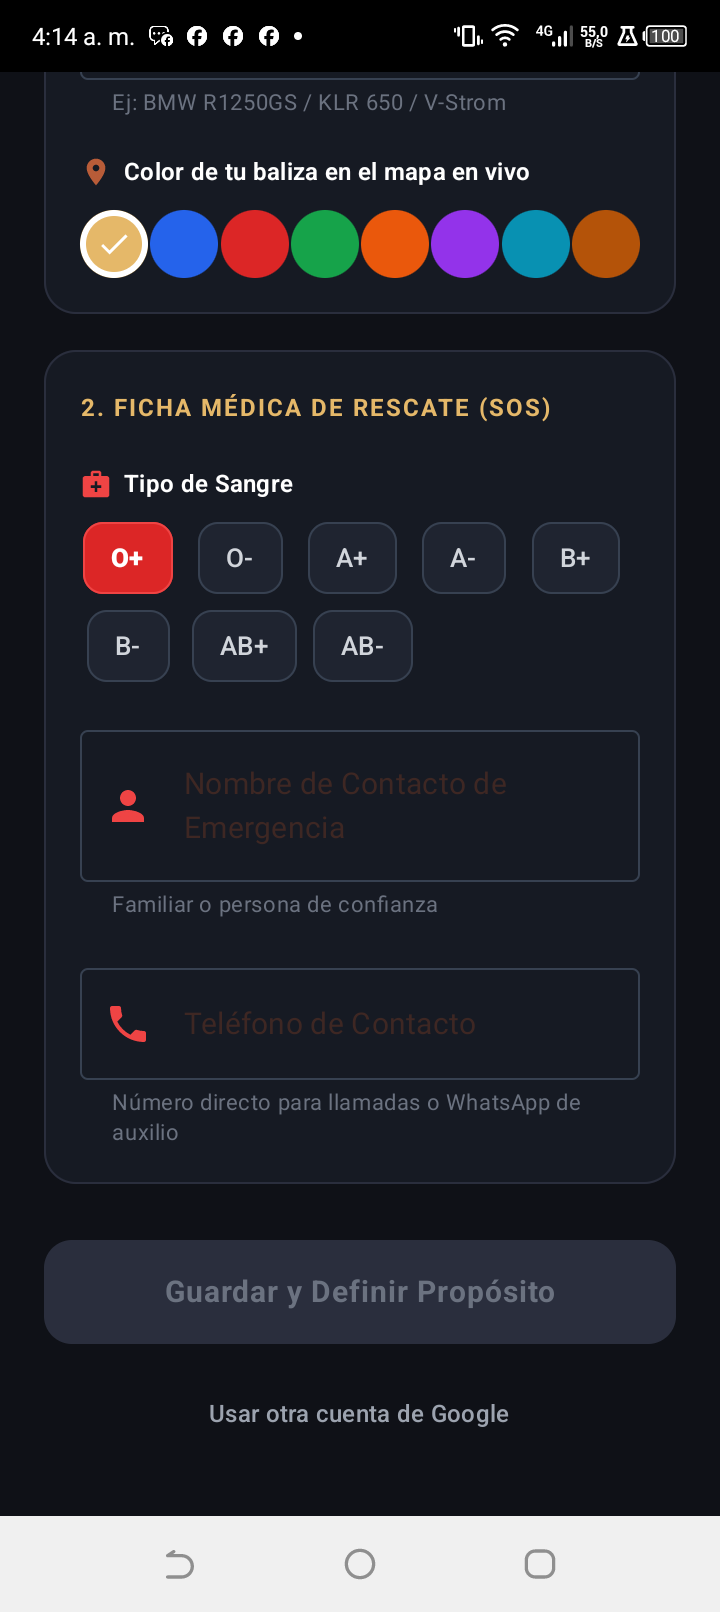 4:14 a. m.
4G
55,0
B/S
100
Ej: BMW R1250GS / KLR 650 / V-Strom
Color de tu baliza en el mapa en vivo
2. FICHA MÉDICA DE RESCATE (SOS)
Tipo de Sangre
O+ O- A+ A- B+
B- AB+ AB-
Nombre de Contacto de
Emergencia
Familiar o persona de confianza
Teléfono de Contacto
Número directo para llamadas o WhatsApp de
auxilio
Guardar y Definir Propósito
Usar otra cuenta de Google